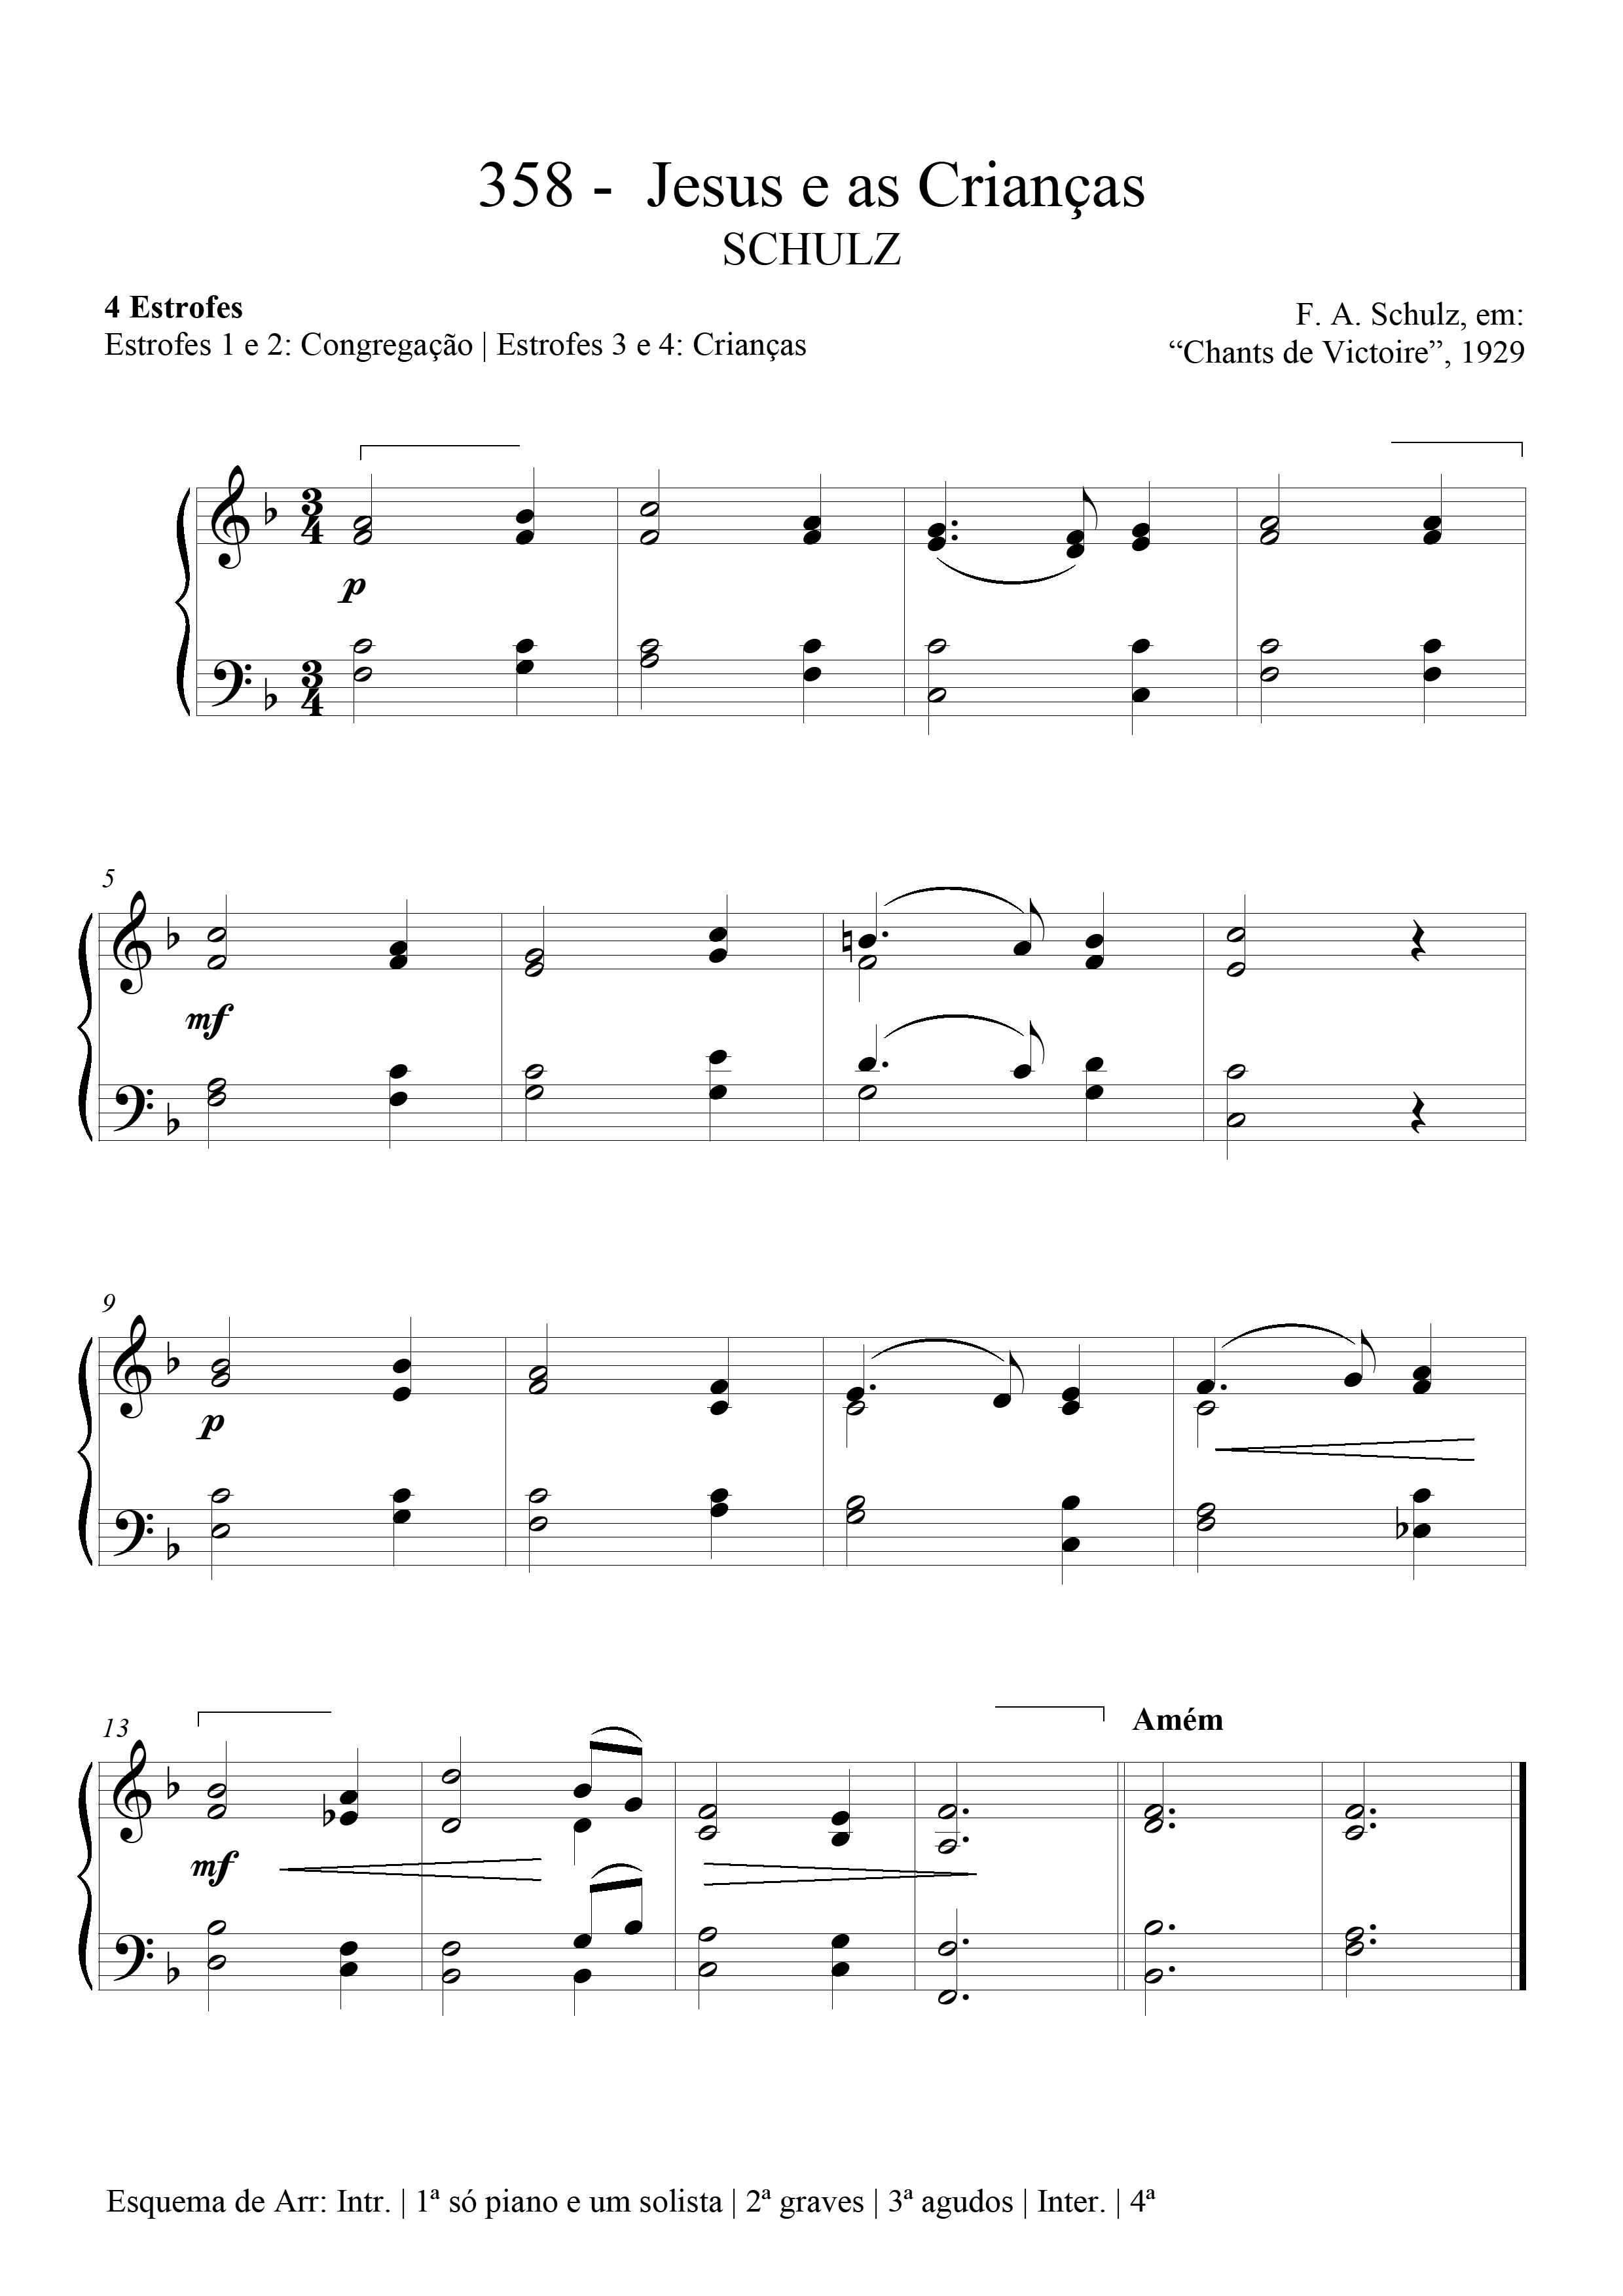 358 - Jesus e as Crianças
SCHULZ
4 Estrofes
Estrofes 1 e 2: Congregação | Estrofes 3 e 4: Crianças
F. A. Schulz, em:
“Chants de Victoire”, 1929
3
4
p
3
4
5
mf
9
p
13
Amém
mf
Esquema de Arr: Intr. | 1ª só piano e um solista | 2ª graves | 3ª agudos | Inter. | 4ª